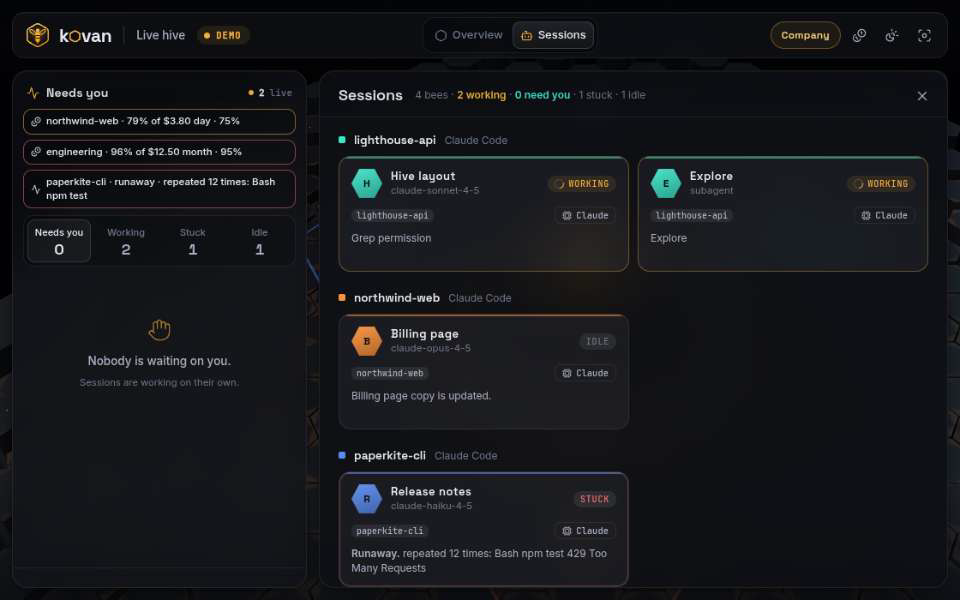 kovan
Live hive
DEMO
Overview
Sessions
Company
Needs you
2 live
northwind-web · 79% of $3.80 day · 75%
engineering · 96% of $12.50 month · 95%
paperkite-cli · runaway · repeated 12 times: Bash
npm test
Needs you
0
Working
2
Stuck
1
Idle
1
Nobody is waiting on you.
Sessions are working on their own.
Sessions
4 bees · 2 working · 0 need you · 1 stuck · 1 idle
lighthouse-api Claude Code
H
Hive layout
claude-sonnet-4-5
WORKING
lighthouse-api
Claude
Grep permission
E
Explore
subagent
WORKING
lighthouse-api
Claude
Explore
northwind-web Claude Code
B
Billing page
claude-opus-4-5
IDLE
northwind-web
Claude
Billing page copy is updated.
paperkite-cli Claude Code
R
Release notes
claude-haiku-4-5
STUCK
paperkite-cli
Claude
Runaway. repeated 12 times: Bash npm test 429 Too
Many Requests